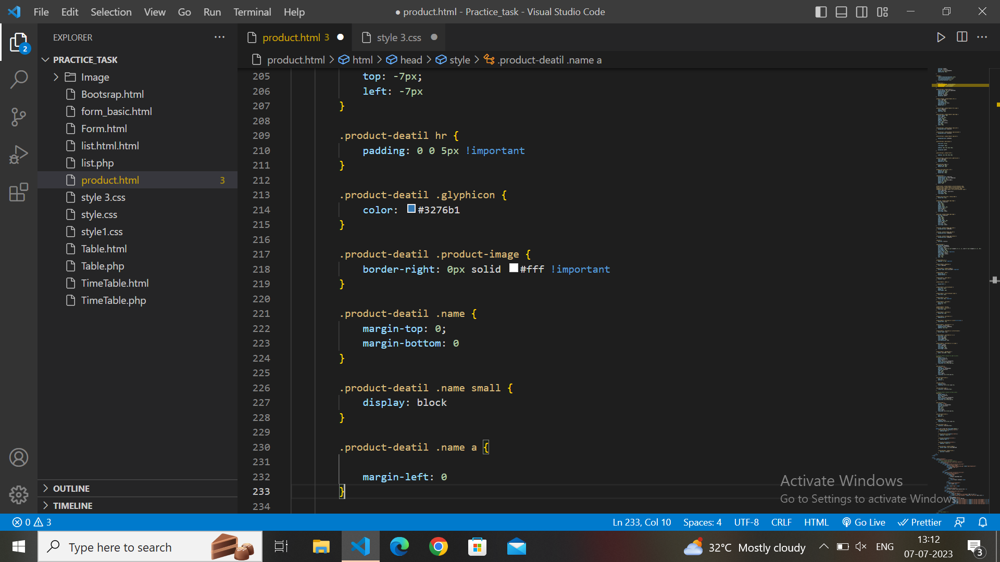 File Edit Selection View Go Run Terminal Help
● product.html - Practice_task - Visual Studio Code
2
EXPLORER
PRACTICE_TASK
Image
Bootsrap.html
form_basic.html
Form.html
list.html.html
list.php
product.html 3
style 3.css
style.css
style1.css
Table.html
Table.php
TimeTable.html
TimeTable.php
OUTLINE
TIMELINE
product.html 3
style 3.css
product.html > html > head > style > .product-deatil .name a
205 top: -7px;
206 left: -7px
207 }
208
209 .product-deatil hr {
210 padding: 0 0 5px !important
211 }
212
213 .product-deatil .glyphicon {
214 color: #3276b1
215 }
216
217 .product-deatil .product-image {
218 border-right: 0px solid #fff !important
219 }
220
221 .product-deatil .name {
222 margin-top: 0;
223 margin-bottom: 0
224 }
225
226 .product-deatil .name small {
227 display: block
228 }
229
230 .product-deatil .name a {
231
232 margin-left: 0
233 }
234
Activate Windows
Go to Settings to activate Windows.
0 3
Ln 233, Col 10 Spaces: 4 UTF-8 CRLF HTML Go Live Prettier
Type here to search
32°C Mostly cloudy
ENG
13:12
07-07-2023
3